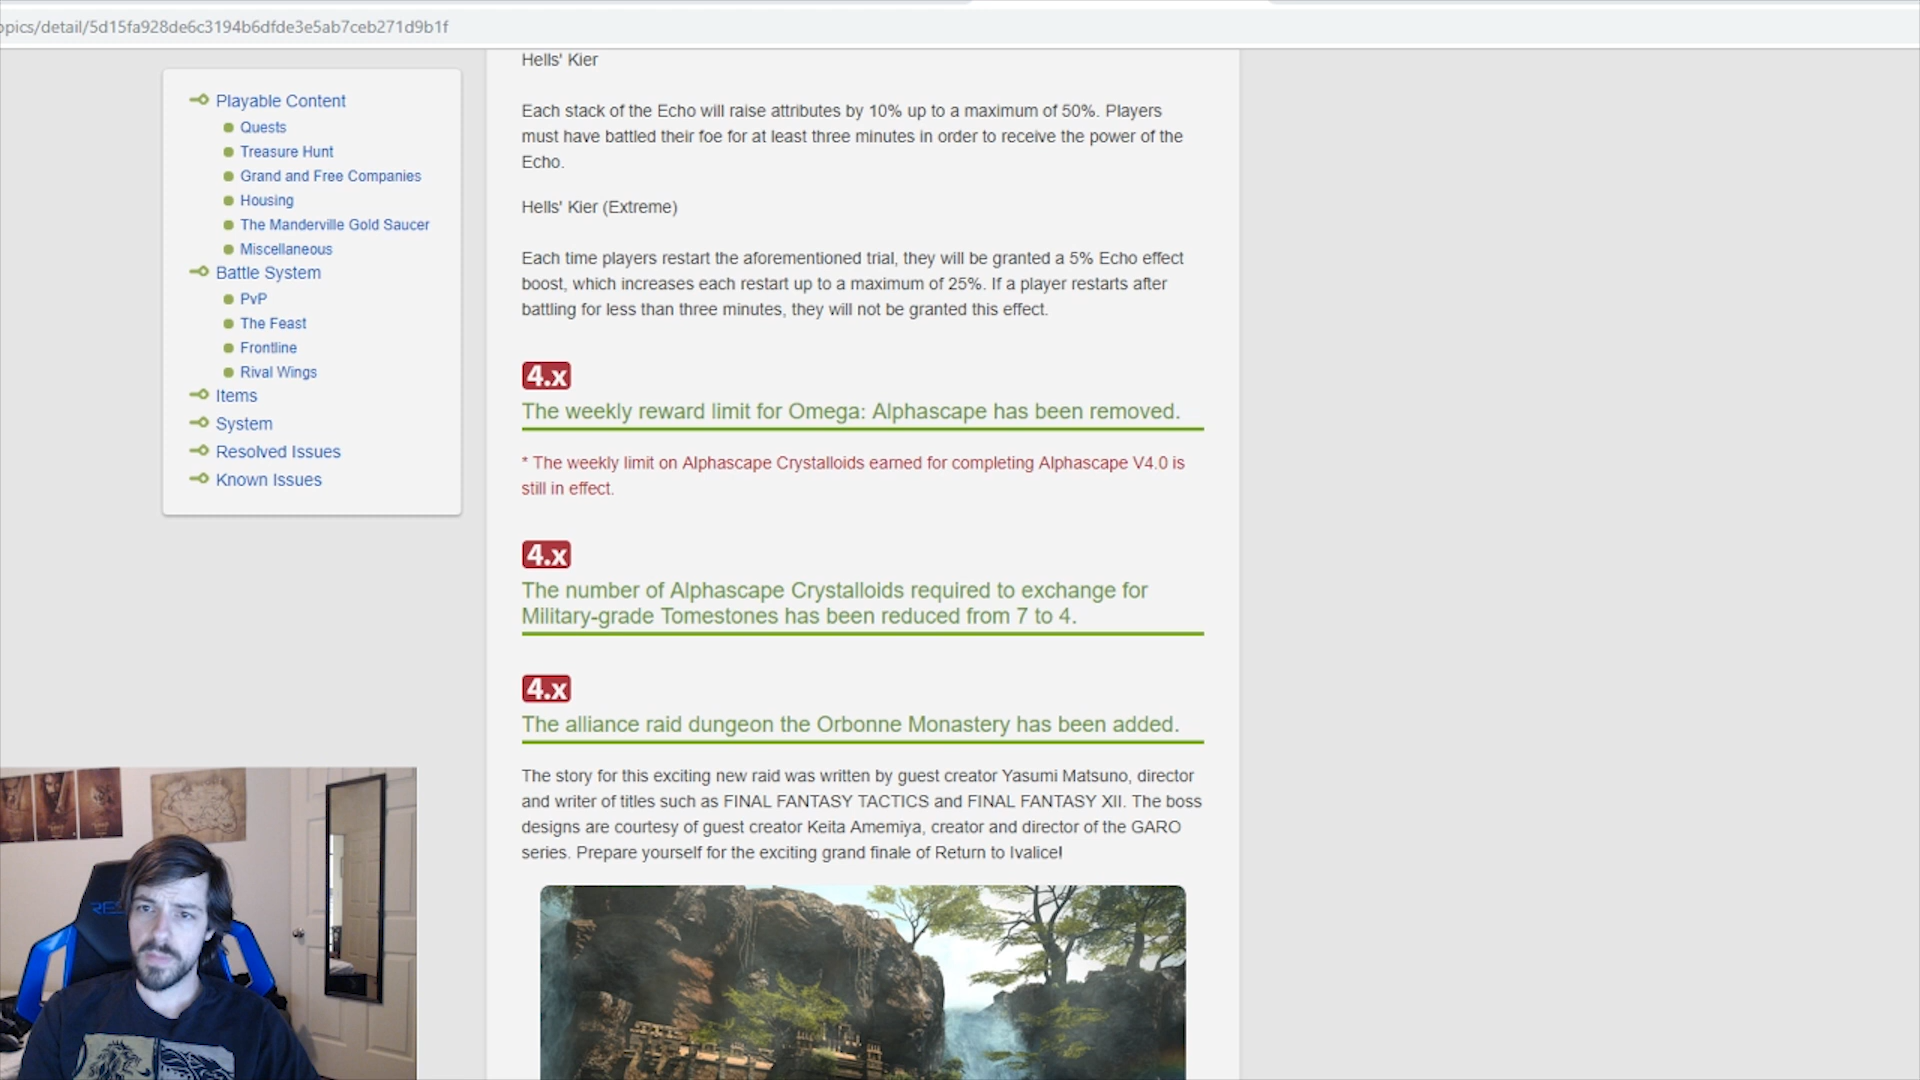 opics/detail/5d15fa928de6c3194b6dfde3e5ab7ceb271d9b1f
Playable Content
Quests
Treasure Hunt
Grand and Free Companies
Housing
The Manderville Gold Saucer
Miscellaneous
Battle System
PvP
The Feast
Frontline
Rival Wings
Items
System
Resolved Issues
Known Issues
Hells' Kier
Each stack of the Echo will raise attributes by 10% up to a maximum of 50%. Players
must have battled their foe for at least three minutes in order to receive the power of the
Echo.
Hells' Kier (Extreme)
Each time players restart the aforementioned trial, they will be granted a 5% Echo effect
boost, which increases each restart up to a maximum of 25%. If a player restarts after
battling for less than three minutes, they will not be granted this effect.
4.x
The weekly reward limit for Omega: Alphascape has been removed.
* The weekly limit on Alphascape Crystalloids earned for completing Alphascape V4.0 is
still in effect.
4.x
The number of Alphascape Crystalloids required to exchange for
Military-grade Tomestones has been reduced from 7 to 4.
4.x
The alliance raid dungeon the Orbonne Monastery has been added.
The story for this exciting new raid was written by guest creator Yasumi Matsuno, director
and writer of titles such as FINAL FANTASY TACTICS and FINAL FANTASY XII. The boss
designs are courtesy of guest creator Keita Amemiya, creator and director of the GARO
series. Prepare yourself for the exciting grand finale of Return to Ivalice!